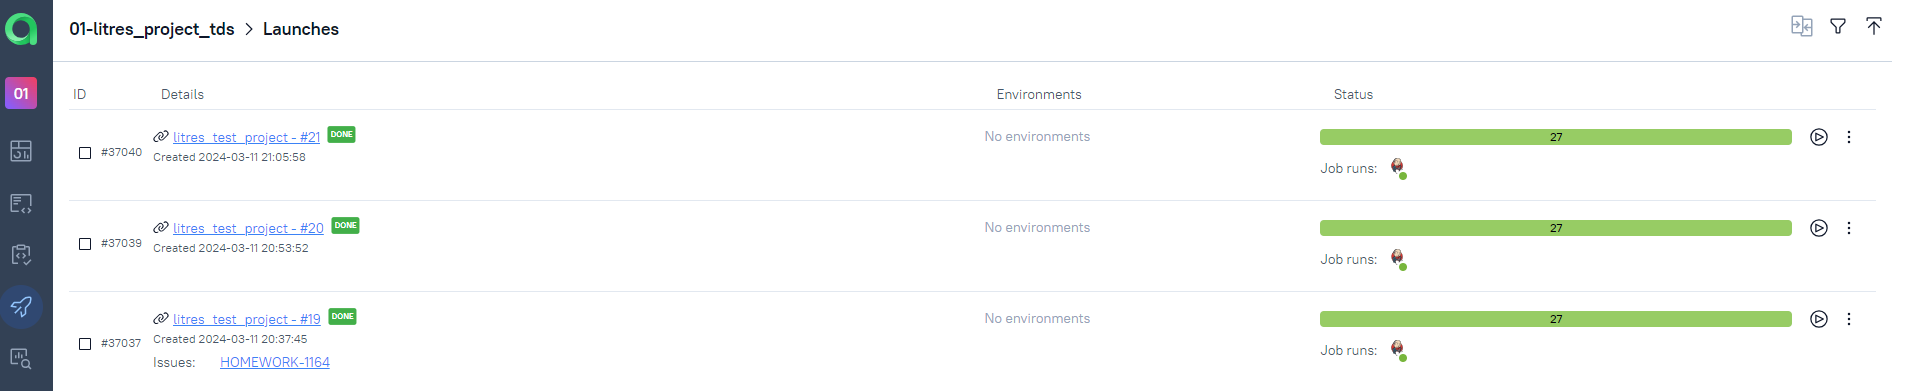 01-litres_project_tds > Launches
01
ID Details Environments Status
#37040 litres_test_project - #21 DONE No environments 27
Created 2024-03-11 21:05:58
Job runs:
#37039 litres_test_project - #20 DONE No environments 27
Created 2024-03-11 20:53:52
Job runs:
#37037 litres_test_project - #19 DONE No environments 27
Created 2024-03-11 20:37:45
Job runs:
Issues: HOMEWORK-1164